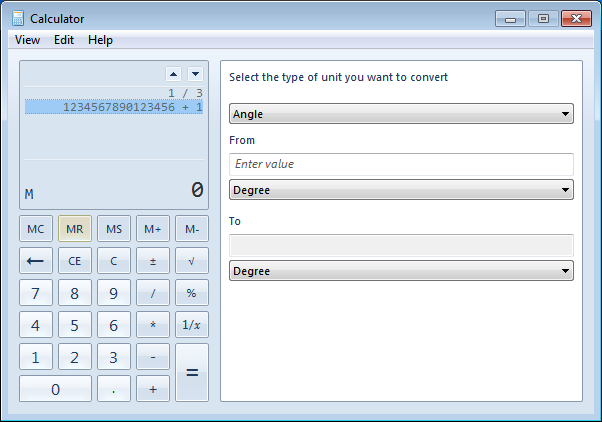 Calculator
View Edit Help
1 / 3
1234567890123456 + 1
M 0
MC MR MS M+ M-
← CE C ± √
7 8 9 / %
4 5 6 * 1/x
1 2 3 - =
0 . +
Select the type of unit you want to convert
Angle
From
Enter value
Degree
To
Degree